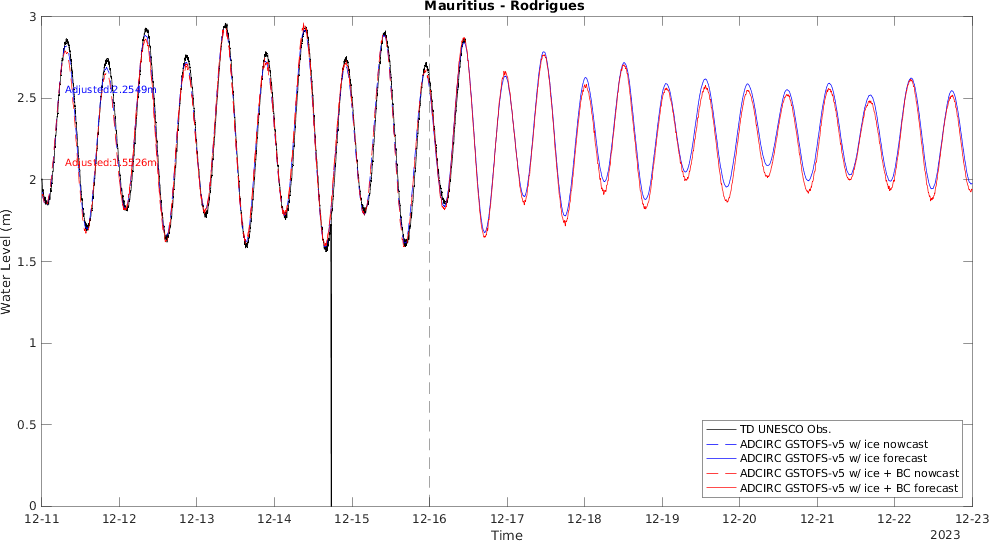 Mauritius - Rodrigues
3
2.5
2
1.5
1
0.5
0
Water Level (m)
Adjusted:2.2549m
Adjusted:1.5526m
TD UNESCO Obs.
ADCIRC GSTOFS-v5 w/ ice nowcast
ADCIRC GSTOFS-v5 w/ ice forecast
ADCIRC GSTOFS-v5 w/ ice + BC nowcast
ADCIRC GSTOFS-v5 w/ ice + BC forecast
12-11 12-12 12-13 12-14 12-15 12-16 12-17 12-18 12-19 12-20 12-21 12-22 12-23
Time
2023